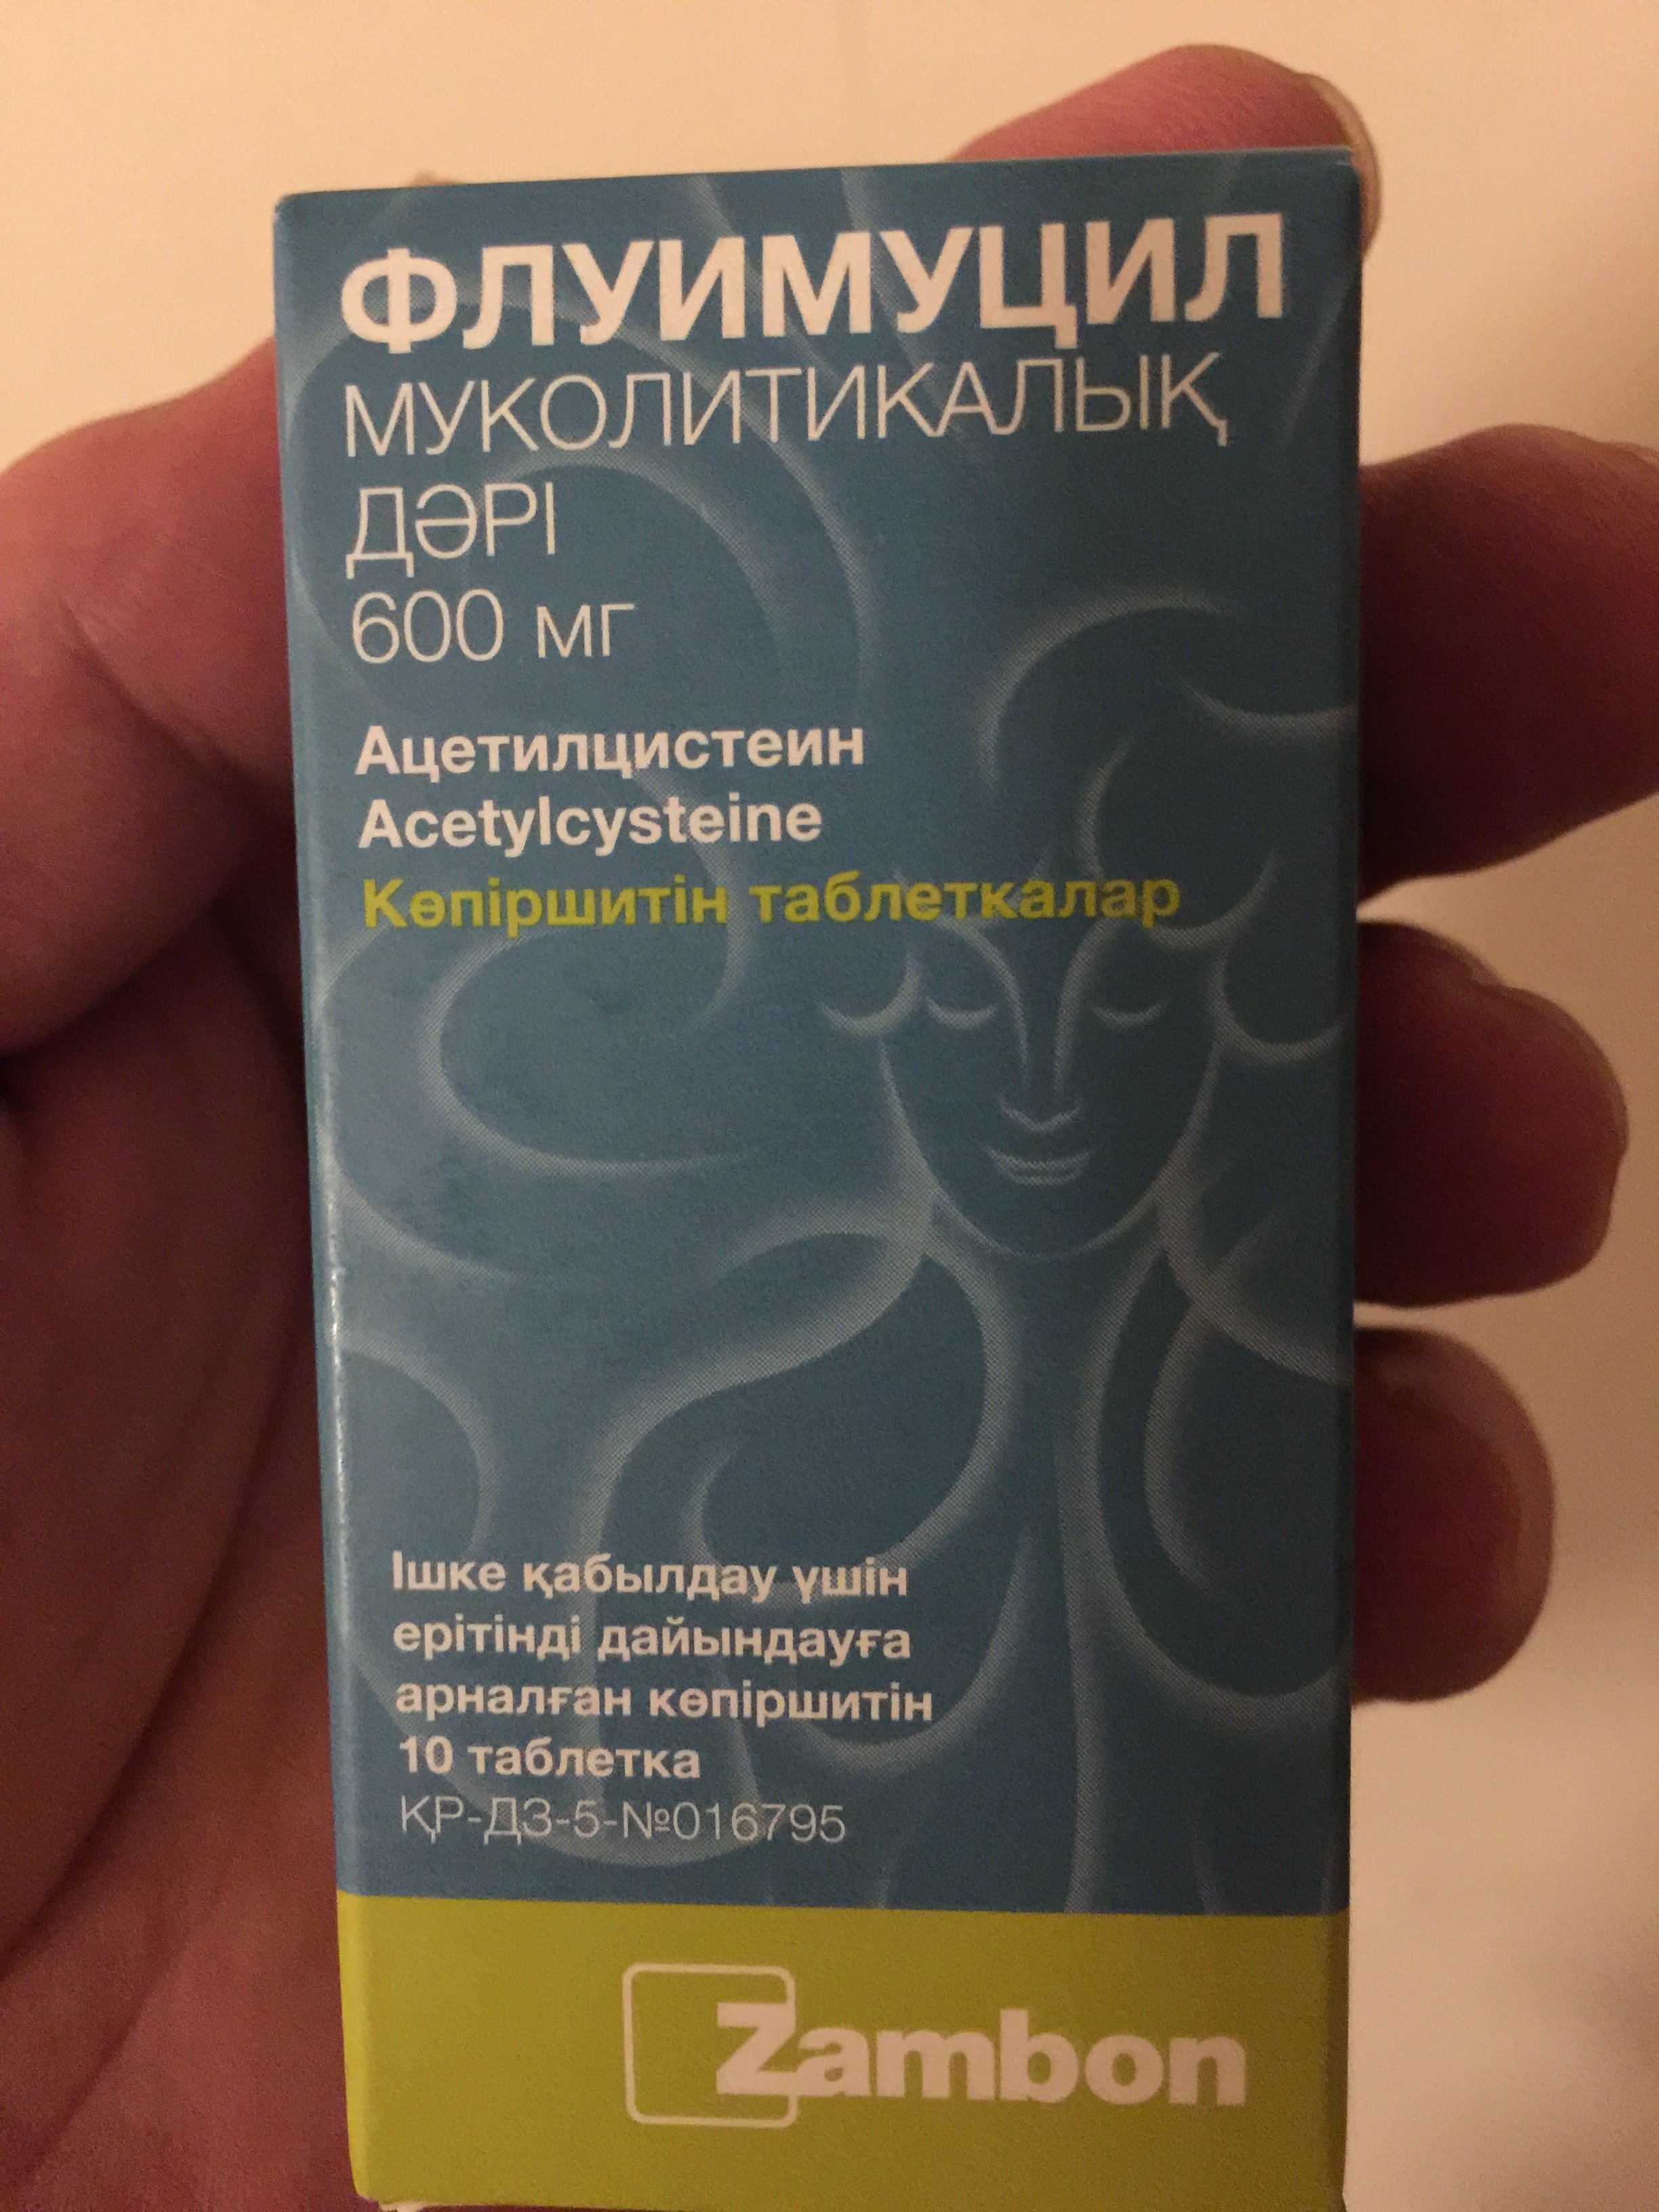 ФЛУИМУЦИЛ
МУКОЛИТИКАЛЫҚ
ДӘРІ
600 мг
Ацетилцистеин
Acetylcysteine
Көпіршитін таблеткалар
Ішке қабылдау үшін
ерітінді дайындауға
арналған көпіршитін
10 таблетка
ҚР-ДЗ-5-№016795
Zambon